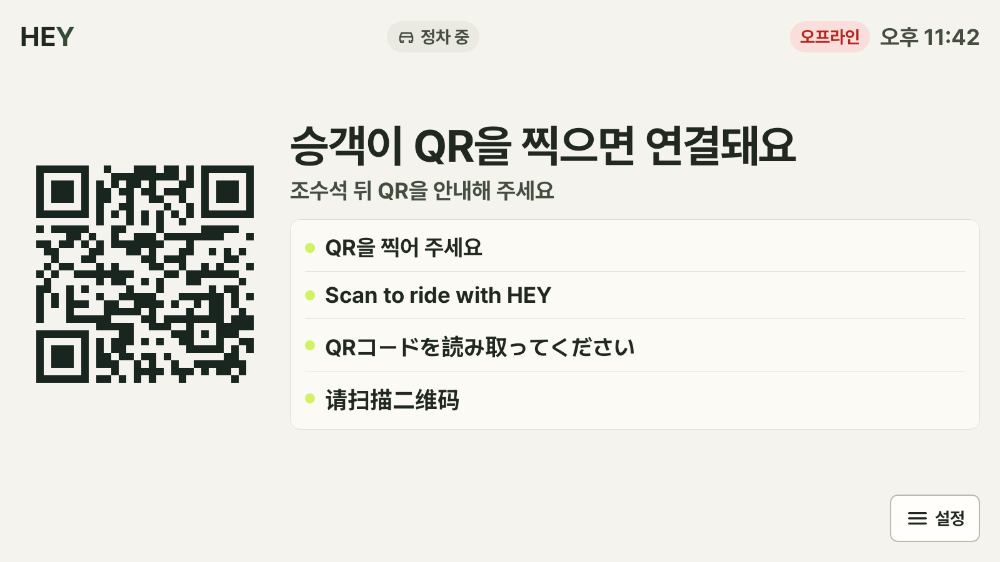 HEY
정차 중
오프라인
오후 11:42
승객이 QR을 찍으면 연결돼요
조수석 뒤 QR을 안내해 주세요
QR을 찍어 주세요
Scan to ride with HEY
QRコードを読み取ってください
请扫描二维码
설정